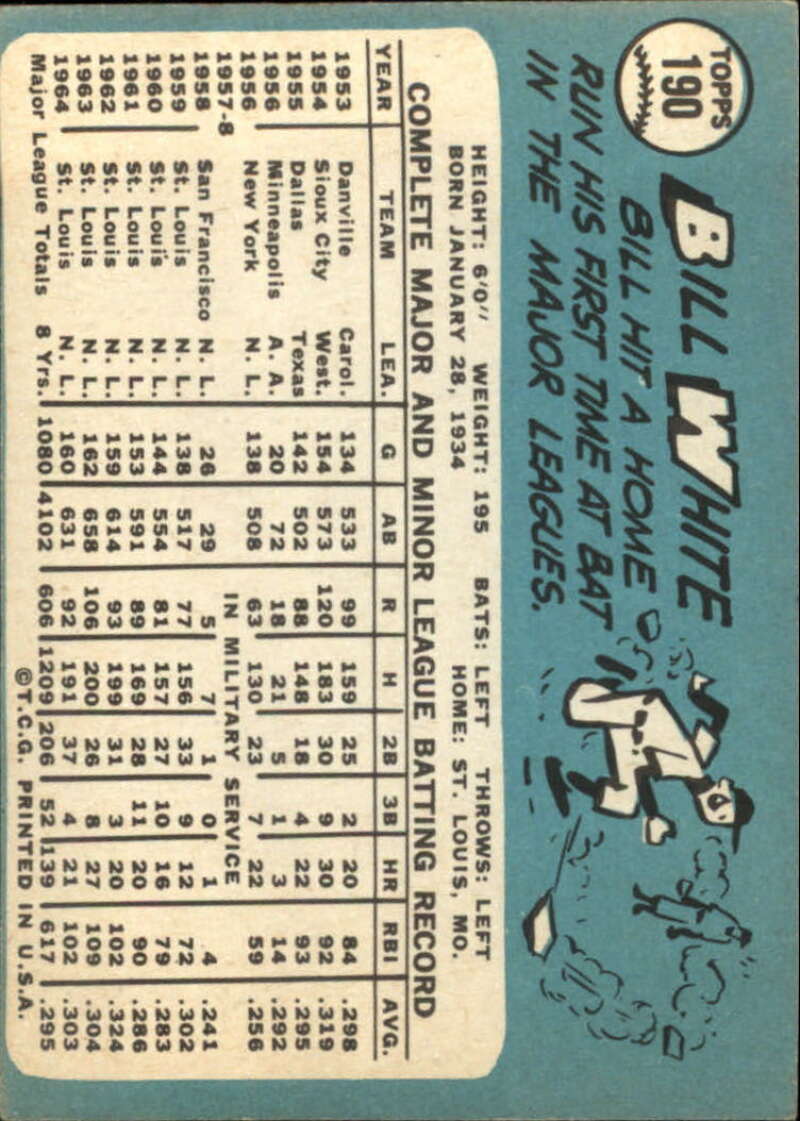 TOPPS
190
BILL WHITE
BILL HIT A HOME
RUN HIS FIRST TIME AT BAT
IN THE MAJOR LEAGUES.
HEIGHT: 6'0" WEIGHT: 195 BATS: LEFT THROWS: LEFT
BORN JANUARY 28, 1934 HOME: ST. LOUIS, MO.
COMPLETE MAJOR AND MINOR LEAGUE BATTING RECORD
YEAR TEAM LEA. G AB R H 2B 3B HR RBI AVG.
1953 Danville Carol. 134 533 99 159 25 2 20 84 .298
1954 Sioux City West. 154 573 120 183 30 9 30 92 .319
1955 Dallas Texas 142 502 88 148 18 4 22 93 .295
1956 Minneapolis A. A. 20 72 18 21 5 1 3 14 .292
1956 New York N. L. 138 508 63 130 23 7 22 59 .256
1957-8 IN MILITARY SERVICE
1958 San Francisco N. L. 26 29 5 7 1 0 1 4 .241
1959 St. Louis N. L. 138 517 77 156 33 9 12 72 .302
1960 St. Louis N. L. 144 554 81 157 27 10 16 79 .283
1961 St. Louis N. L. 153 591 89 169 28 11 20 90 .286
1962 St. Louis N. L. 159 614 93 199 31 3 20 102 .324
1963 St. Louis N. L. 162 658 106 200 26 8 27 109 .304
1964 St. Louis N. L. 160 631 92 191 37 4 21 102 .303
Major League Totals 8 Yrs. 1080 4102 606 1209 206 52 139 617 .295
©T.C.G. PRINTED IN U.S.A.